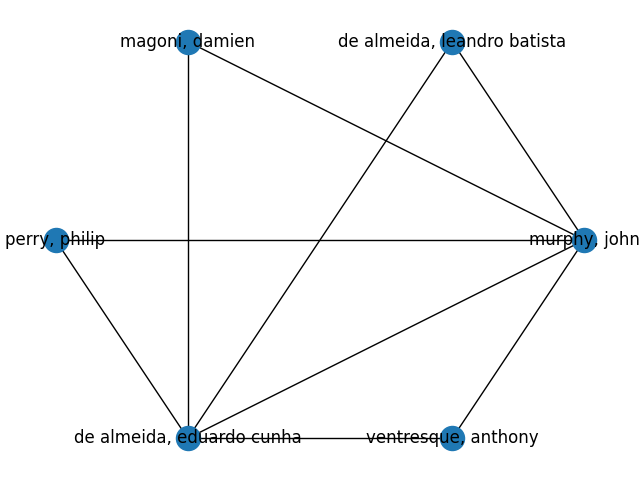 magoni, damien
de almeida, leandro batista
perry, philip
murphy, john
de almeida, eduardo cunha
ventresque, anthony